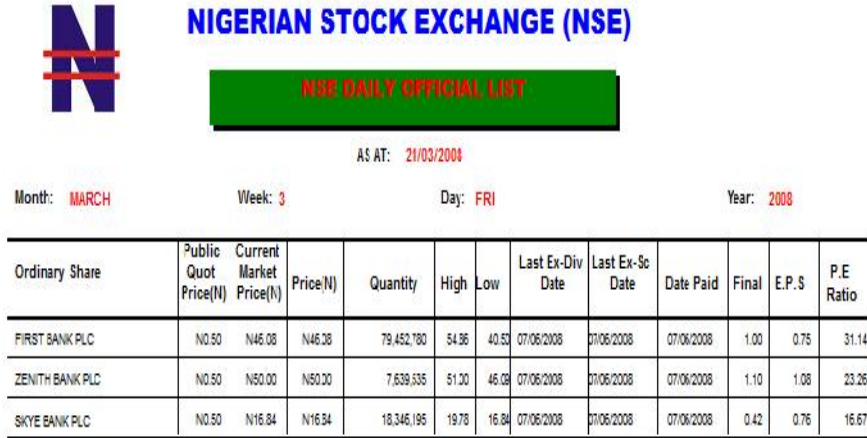 NIGERIAN STOCK EXCHANGE (NSE)
NSE DAILY OFFICIAL LIST
AS AT: 21/03/2008
Month: MARCH Week: 3 Day: FRI Year: 2008
Ordinary Share Public Quot Price(N) Current Market Price(N) Price(N) Quantity High Low Last Ex-Div Date Last Ex-Sc Date Date Paid Final E.P.S P.E Ratio
FIRST BANK PLC N0.50 N46.08 N46.08 79,452,780 54.86 40.50 07/06/2008 07/06/2008 07/06/2008 1.00 0.75 31.14
ZENITH BANK PLC N0.50 N50.00 N50.00 7,639,535 51.00 46.09 07/06/2008 07/06/2008 07/06/2008 1.10 1.08 23.26
SKYE BANK PLC N0.50 N16.84 N16.84 18,346,195 19.78 16.84 07/06/2008 07/06/2008 07/06/2008 0.42 0.76 16.67